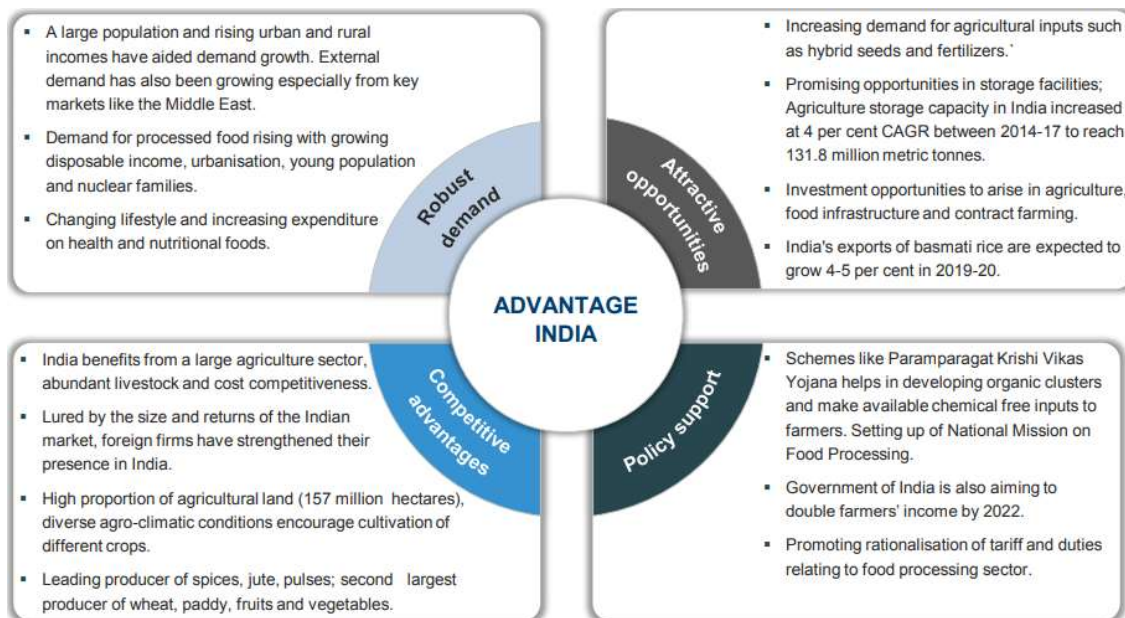 A large population and rising urban and rural
incomes have aided demand growth. External
demand has also been growing especially from key
markets like the Middle East.
Demand for processed food rising with growing
disposable income, urbanisation, young population
and nuclear families.
Changing lifestyle and increasing expenditure
on health and nutritional foods.
Robust
demand
Increasing demand for agricultural inputs such
as hybrid seeds and fertilizers.`
Promising opportunities in storage facilities;
Agriculture storage capacity in India increased
at 4 per cent CAGR between 2014-17 to reach
131.8 million metric tonnes.
Investment opportunities to arise in agriculture,
food infrastructure and contract farming.
India's exports of basmati rice are expected to
grow 4-5 per cent in 2019-20.
Attractive
opportunities
ADVANTAGE
INDIA
India benefits from a large agriculture sector,
abundant livestock and cost competitiveness.
Lured by the size and returns of the Indian
market, foreign firms have strengthened their
presence in India.
High proportion of agricultural land (157 million hectares),
diverse agro-climatic conditions encourage cultivation of
different crops.
Leading producer of spices, jute, pulses; second largest
producer of wheat, paddy, fruits and vegetables.
Competitive
advantages
Schemes like Paramparagat Krishi Vikas
Yojana helps in developing organic clusters
and make available chemical free inputs to
farmers. Setting up of National Mission on
Food Processing.
Government of India is also aiming to
double farmers' income by 2022.
Promoting rationalisation of tariff and duties
relating to food processing sector.
Policy support